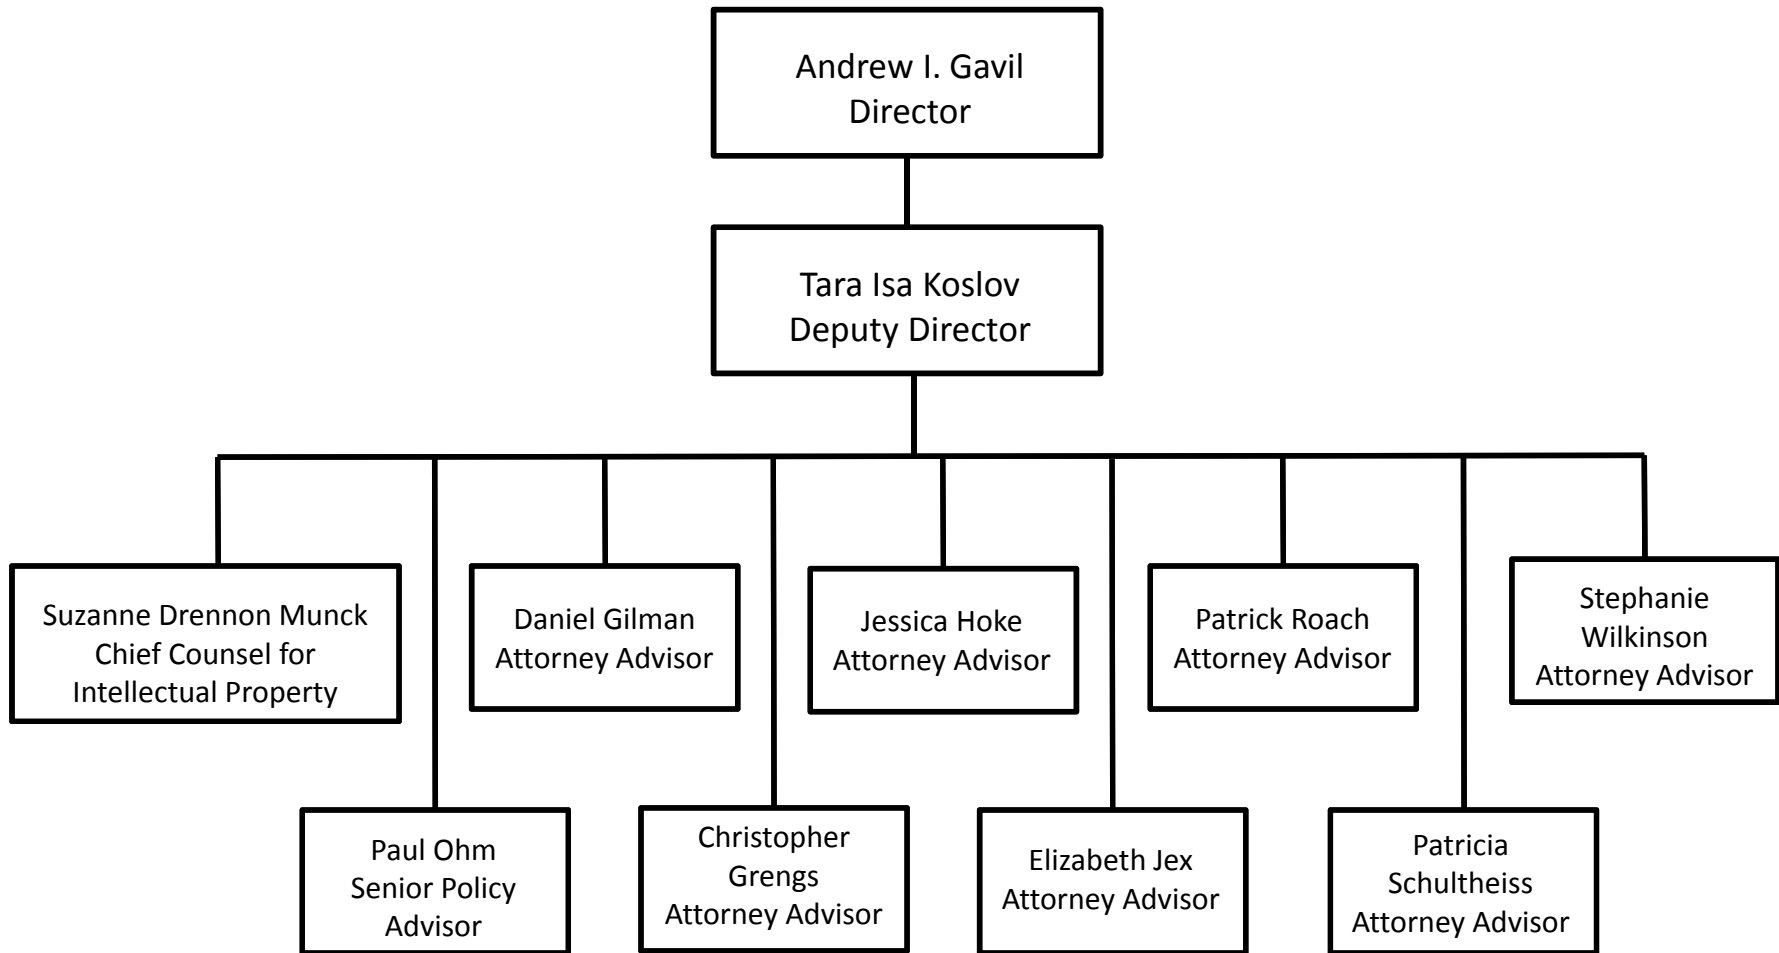 Andrew I. Gavil
Director
Tara Isa Koslov
Deputy Director
Suzanne Drennon Munck
Chief Counsel for
Intellectual Property
Daniel Gilman
Attorney Advisor
Jessica Hoke
Attorney Advisor
Patrick Roach
Attorney Advisor
Stephanie
Wilkinson
Attorney Advisor
Paul Ohm
Senior Policy
Advisor
Christopher
Grengs
Attorney Advisor
Elizabeth Jex
Attorney Advisor
Patricia
Schultheiss
Attorney Advisor